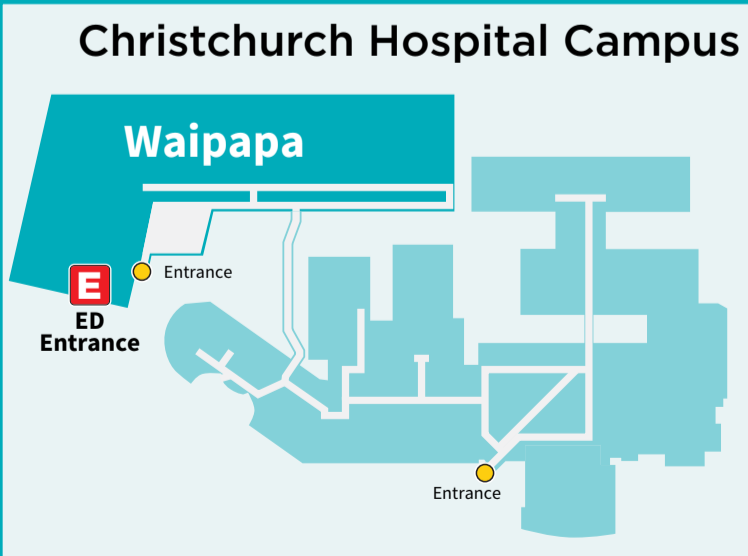 Christchurch Hospital Campus
Waipapa
Entrance
E
ED
Entrance
Entrance